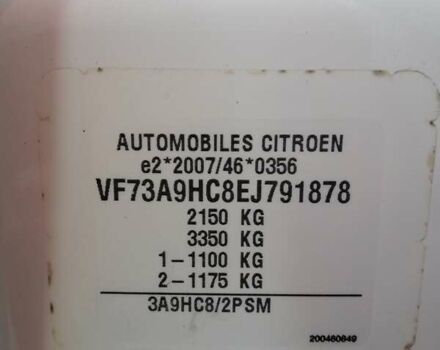 AUTOMOBILES CITROEN
e2*2007/46*0356
VF73A9HC8EJ791878
2150 KG
3350 KG
1-1100 KG
2-1175 KG
3A9HC8/2PSM
200460849